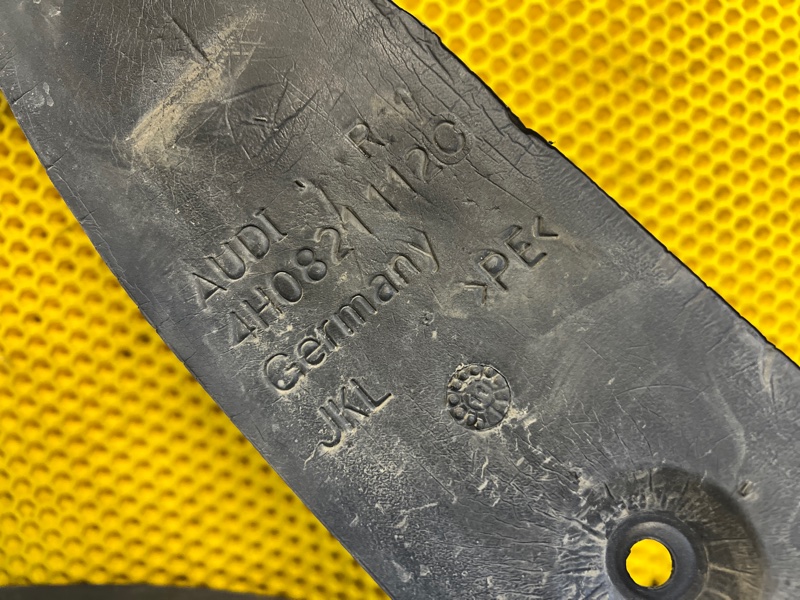 AUDI R
4H0821112C
Germany >PE<
JKL